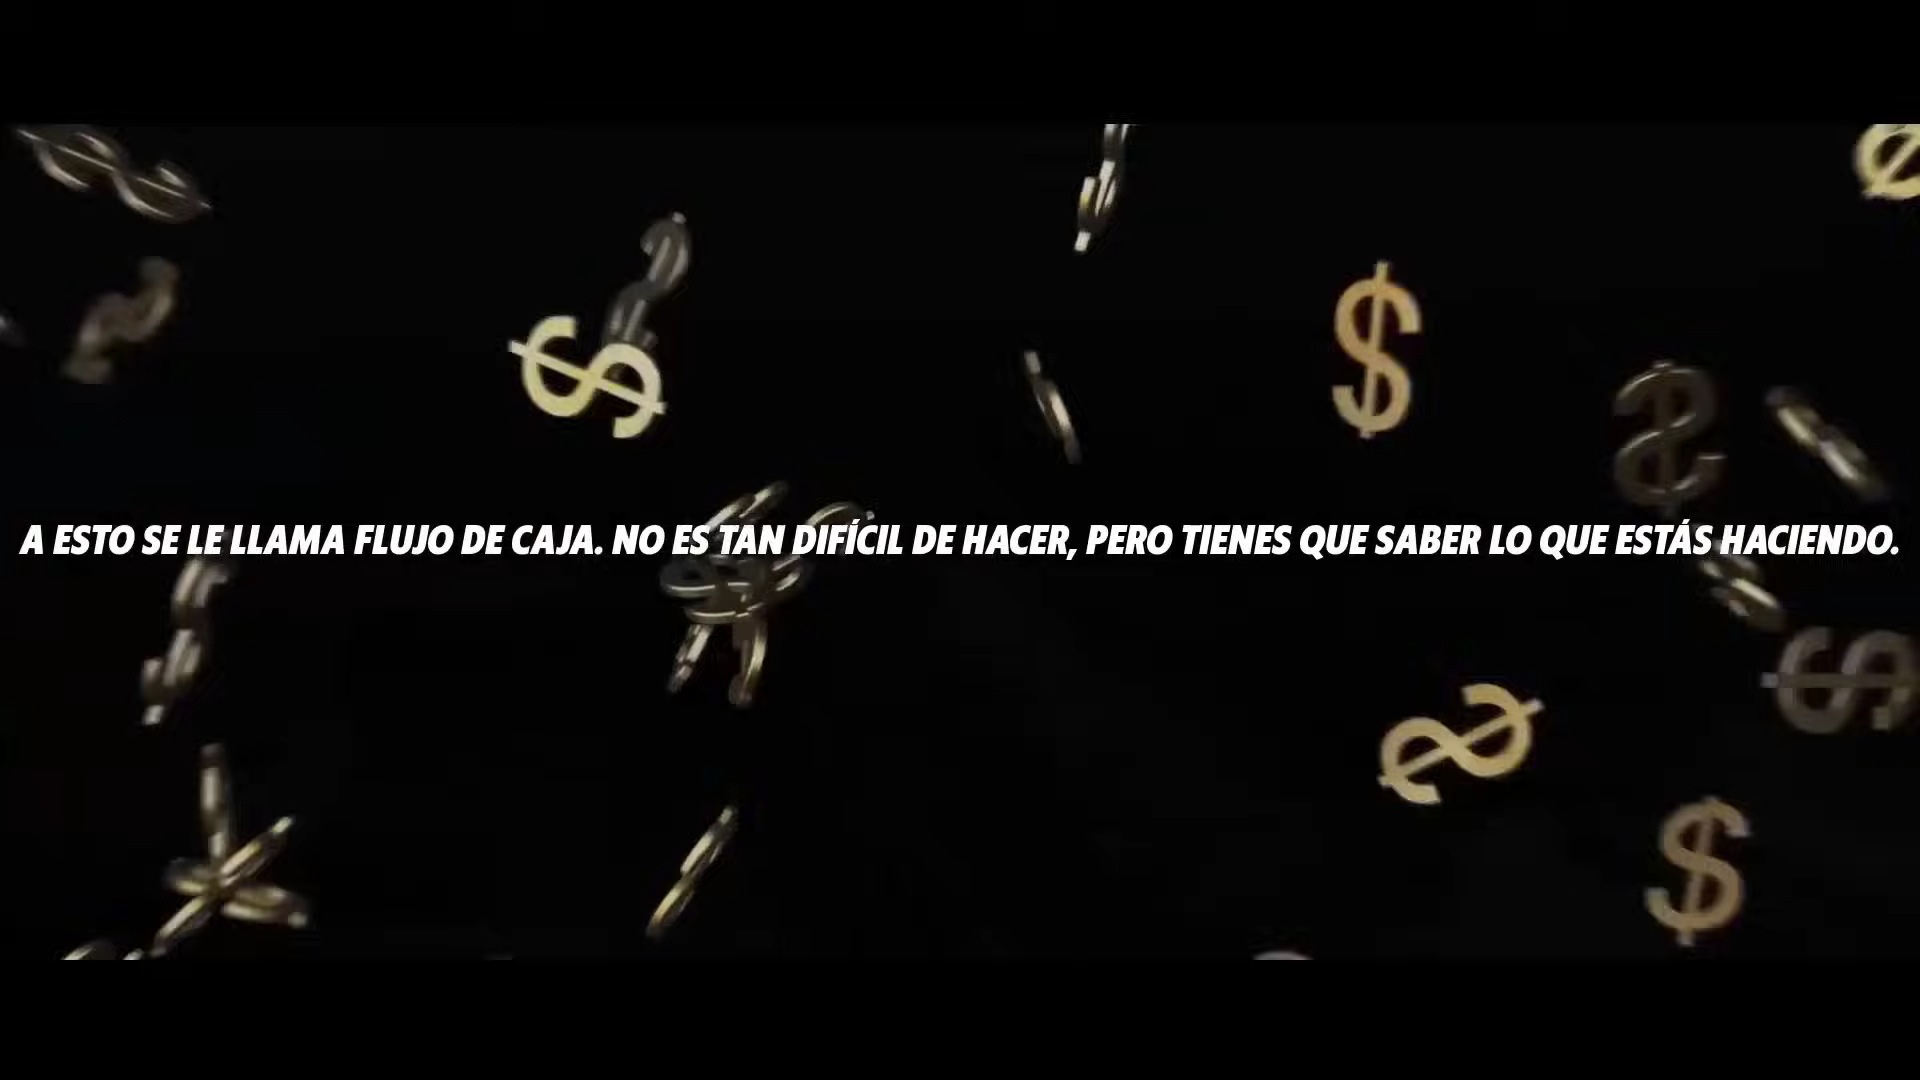 A ESTO SE LE LLAMA FLUJO DE CAJA. NO ES TAN DIFÍCIL DE HACER, PERO TIENES QUE SABER LO QUE ESTÁS HACIENDO.